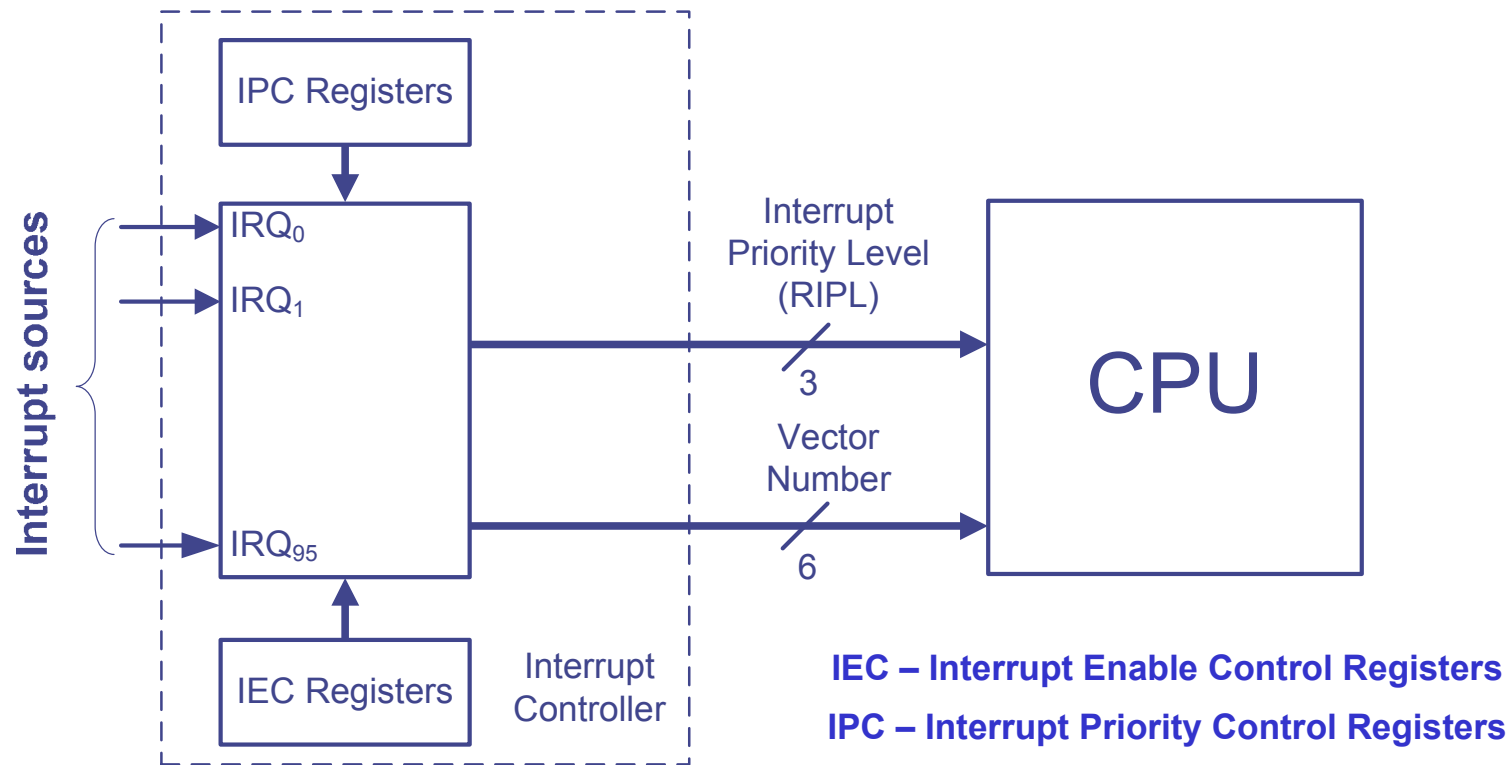 IPC Registers
Interrupt sources
IRQ0
IRQ1
IRQ95
IEC Registers
Interrupt
Controller
Interrupt
Priority Level
(RIPL)
3
Vector
Number
6
CPU
IEC – Interrupt Enable Control Registers
IPC – Interrupt Priority Control Registers